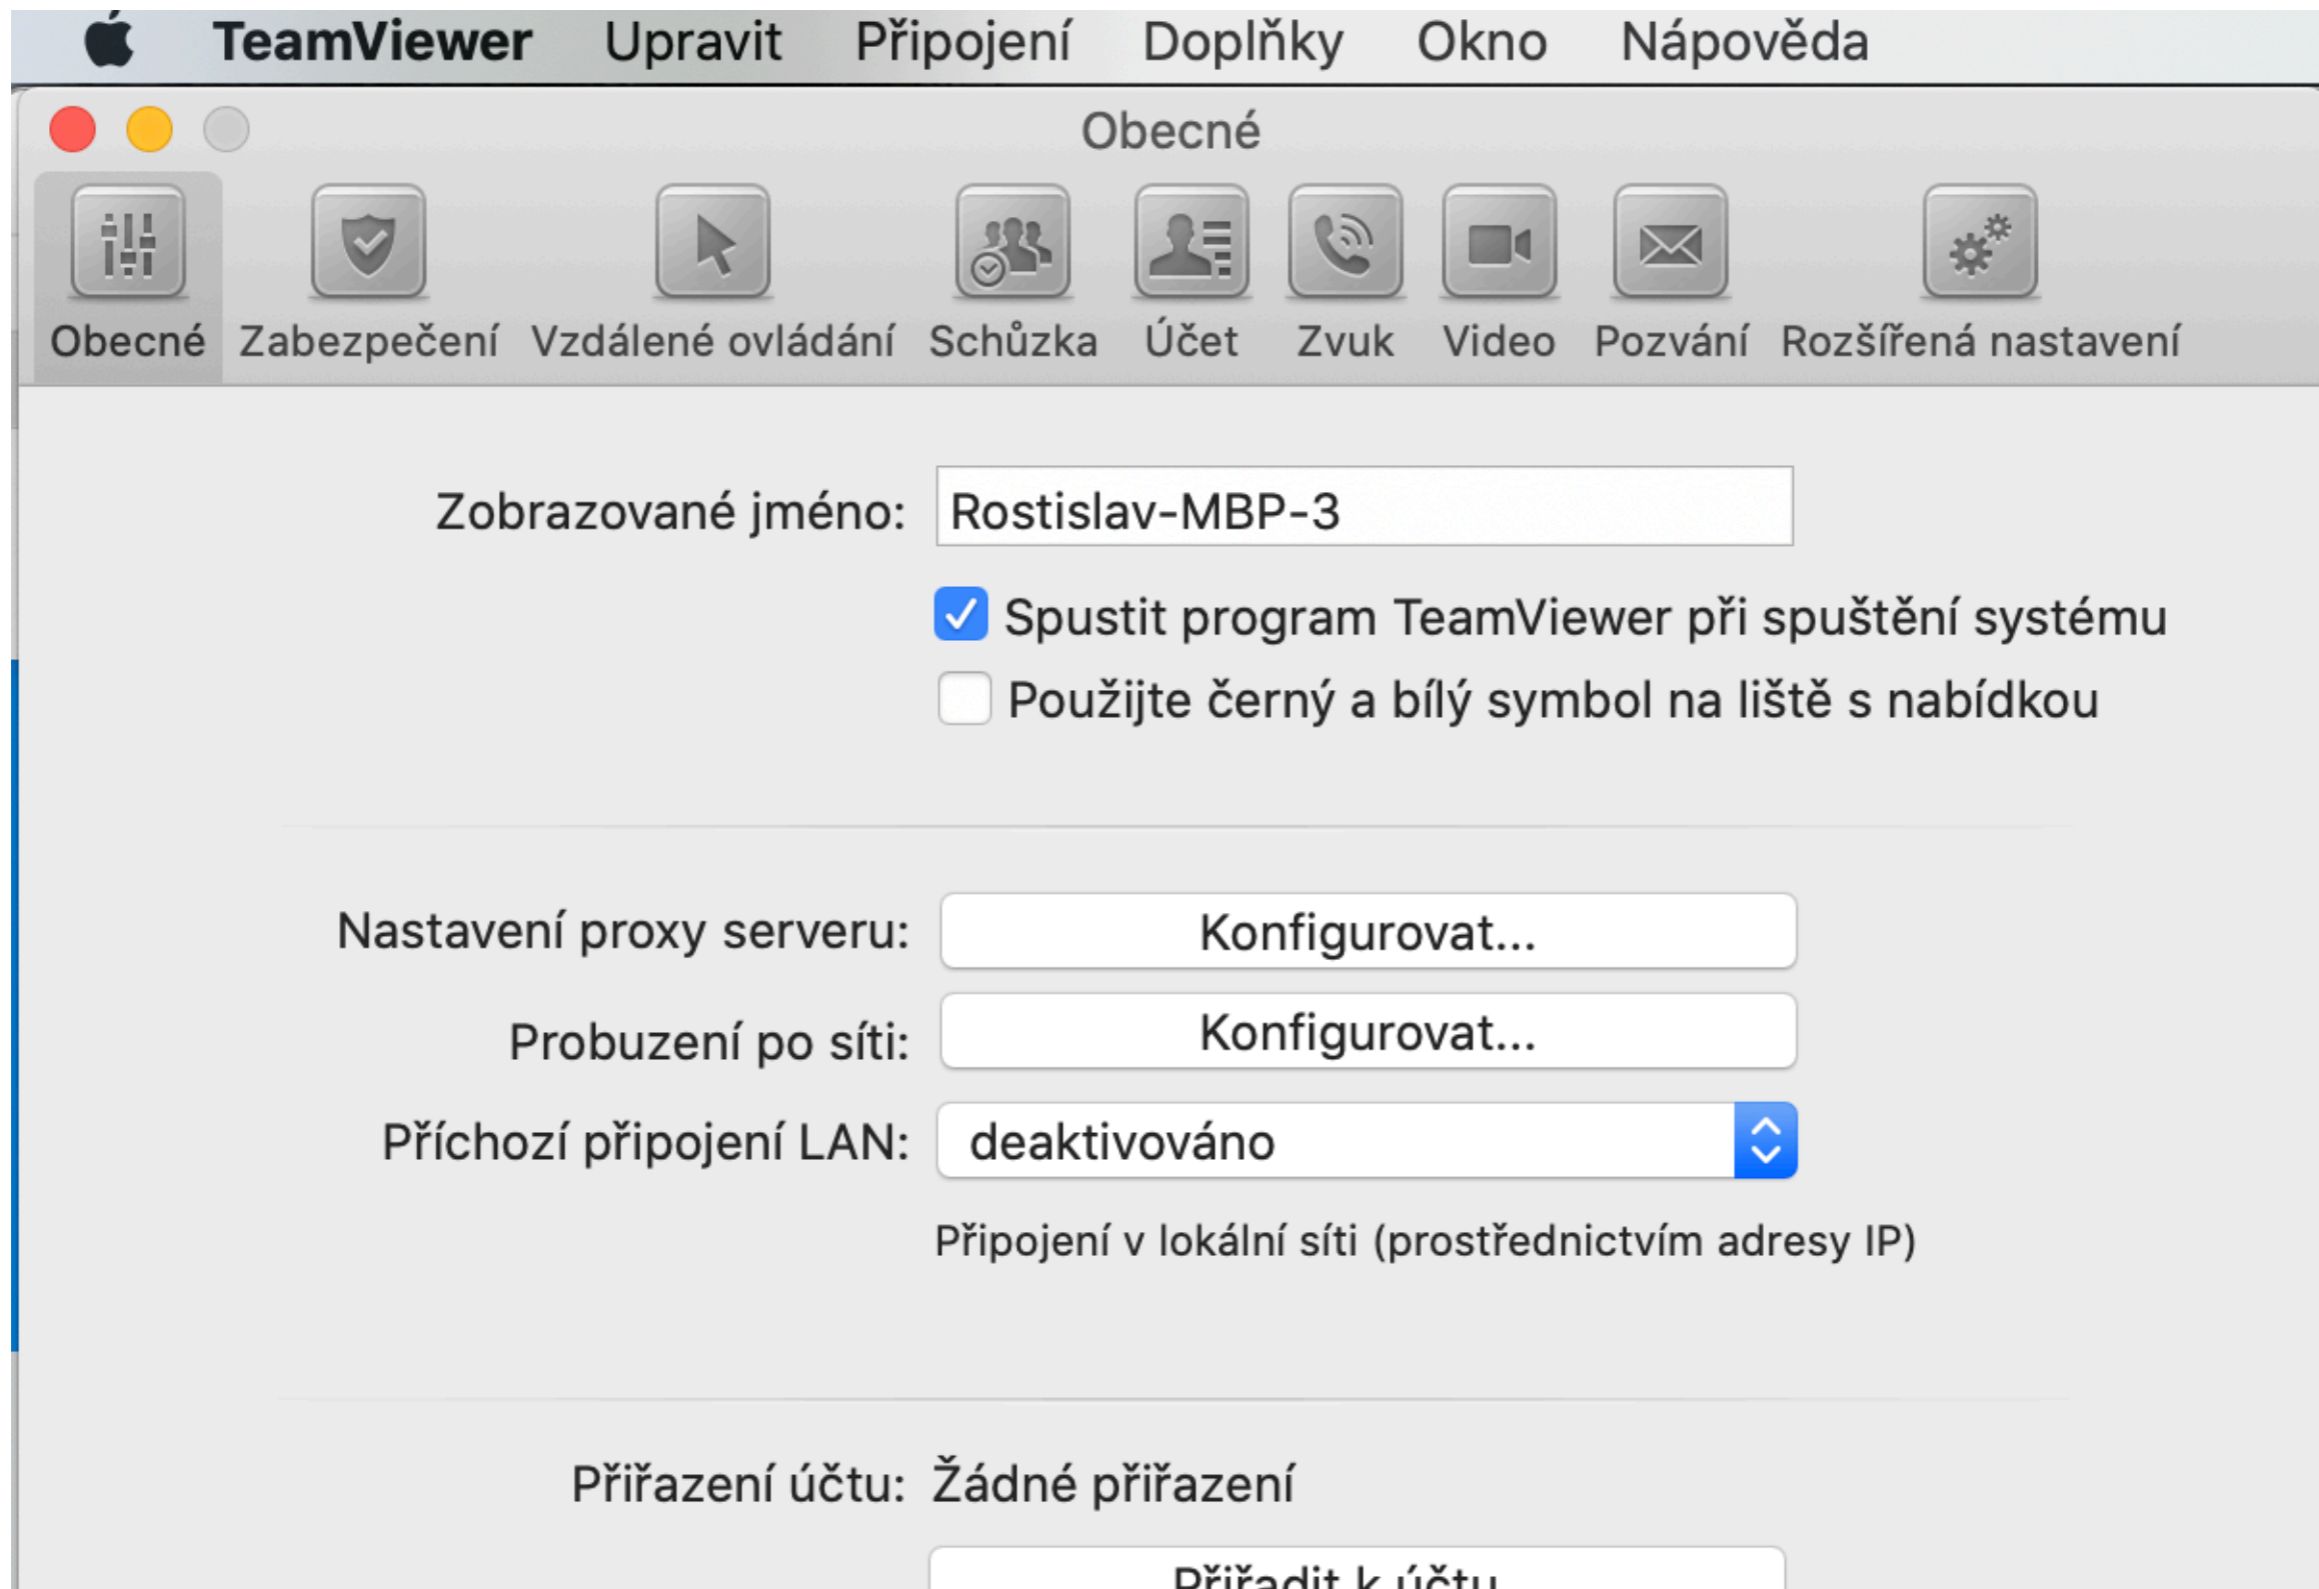 TeamViewer Upravit Připojení Doplňky Okno Nápověda
Obecné
Obecné Zabezpečení Vzdálené ovládání Schůzka Účet Zvuk Video Pozvání Rozšířená nastavení
Zobrazované jméno: Rostislav-MBP-3
Spustit program TeamViewer při spuštění systému
Použijte černý a bílý symbol na liště s nabídkou
Nastavení proxy serveru: Konfigurovat...
Probuzení po síti: Konfigurovat...
Příchozí připojení LAN: deaktivováno
Připojení v lokální síti (prostřednictvím adresy IP)
Přiřazení účtu: Žádné přiřazení
Přiřadit k účtu